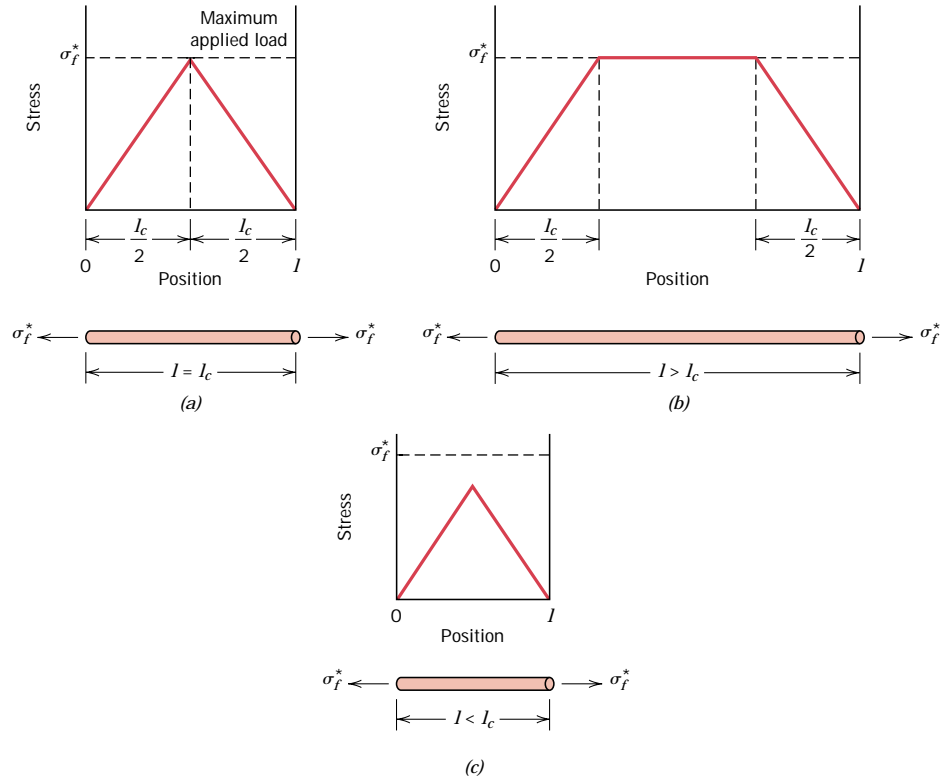 Maximum
applied load
σ*f
Stress
lc/2 lc/2
0 l
Position
σ*f σ*f
l = lc
(a)
σ*f
Stress
lc/2 lc/2
0 l
Position
σ*f σ*f
l > lc
(b)
σ*f
Stress
0 l
Position
σ*f σ*f
l < lc
(c)